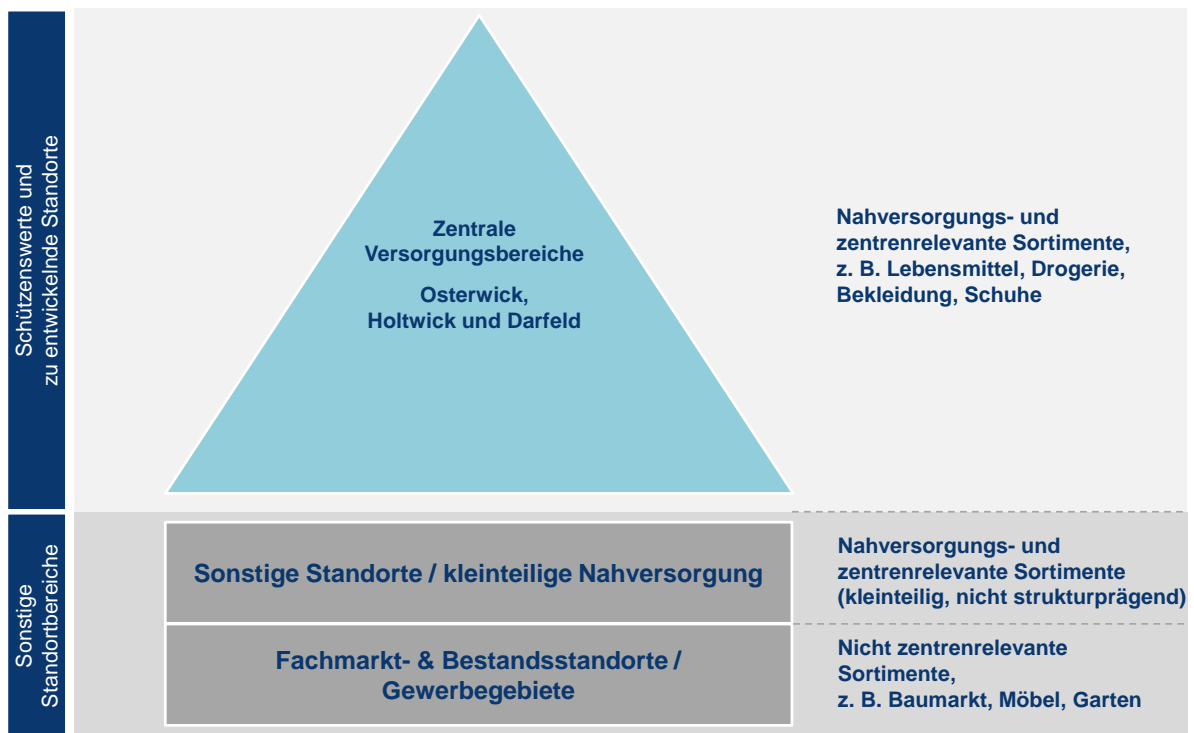 Schützenswerte und
zu entwickelnde Standorte
Zentrale
Versorgungsbereiche
Osterwick,
Holtwick und Darfeld
Nahversorgungs- und
zentrenrelevante Sortimente,
z. B. Lebensmittel, Drogerie,
Bekleidung, Schuhe
Sonstige
Standortbereiche
Sonstige Standorte / kleinteilige Nahversorgung
Nahversorgungs- und
zentrenrelevante Sortimente
(kleinteilig, nicht strukturprägend)
Fachmarkt- & Bestandsstandorte /
Gewerbegebiete
Nicht zentrenrelevante
Sortimente,
z. B. Baumarkt, Möbel, Garten